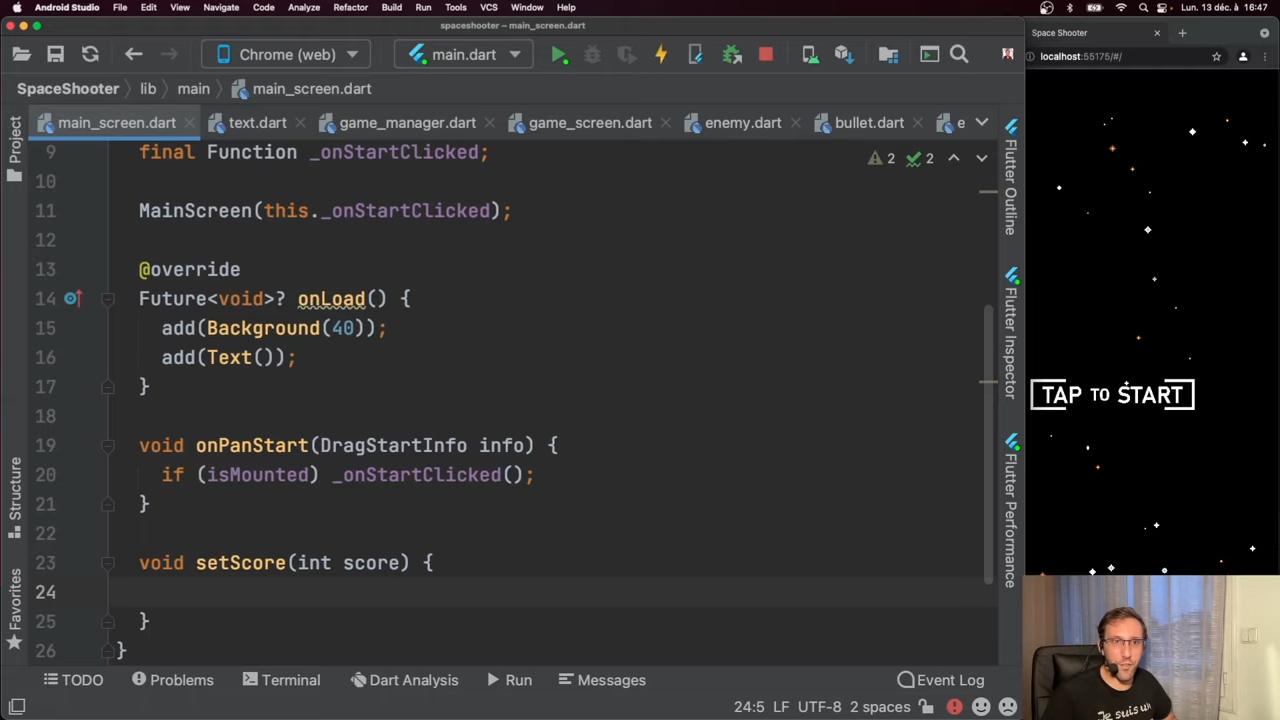 Android Studio File Edit View Navigate Code Analyze Refactor Build Run Tools VCS Window Help Lun. 13 déc. à 16:47
spaceshooter – main_screen.dart
Chrome (web) main.dart
SpaceShooter lib main main_screen.dart
main_screen.dart text.dart game_manager.dart game_screen.dart enemy.dart bullet.dart e
2 2
Project
Structure
Favorites
9 final Function _onStartClicked;
10
11 MainScreen(this._onStartClicked);
12
13 @override
14 Future<void>? onLoad() {
15 add(Background(40));
16 add(Text());
17 }
18
19 void onPanStart(DragStartInfo info) {
20 if (isMounted) _onStartClicked();
21 }
22
23 void setScore(int score) {
24
25 }
26 }
Flutter Outline
Flutter Inspector
Flutter Performance
TODO Problems Terminal Dart Analysis Run Messages Event Log
24:5 LF UTF-8 2 spaces
Space Shooter
localhost:55175/#/
TAP TO START
Je suis un